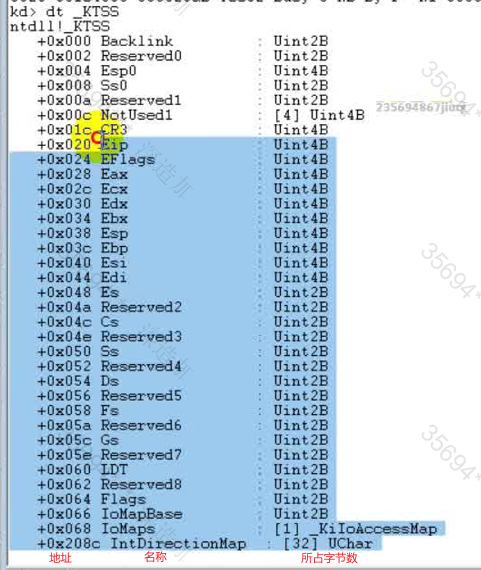 kd> dt _KTSS
ntdll!_KTSS
+0x000 Backlink : Uint2B
+0x002 Reserved0 : Uint2B
+0x004 Esp0 : Uint4B
+0x008 Ss0 : Uint2B
+0x00a Reserved1 : Uint2B
+0x00c NotUsed1 : [4] Uint4B
+0x01c CR3 : Uint4B
+0x020 Eip : Uint4B
+0x024 EFlags : Uint4B
+0x028 Eax : Uint4B
+0x02c Ecx : Uint4B
+0x030 Edx : Uint4B
+0x034 Ebx : Uint4B
+0x038 Esp : Uint4B
+0x03c Ebp : Uint4B
+0x040 Esi : Uint4B
+0x044 Edi : Uint4B
+0x048 Es : Uint2B
+0x04a Reserved2 : Uint2B
+0x04c Cs : Uint2B
+0x04e Reserved3 : Uint2B
+0x050 Ss : Uint2B
+0x052 Reserved4 : Uint2B
+0x054 Ds : Uint2B
+0x056 Reserved5 : Uint2B
+0x058 Fs : Uint2B
+0x05a Reserved6 : Uint2B
+0x05c Gs : Uint2B
+0x05e Reserved7 : Uint2B
+0x060 LDT : Uint2B
+0x062 Reserved8 : Uint2B
+0x064 Flags : Uint2B
+0x066 IoMapBase : Uint2B
+0x068 IoMaps : [1] _KiIoAccessMap
+0x208c IntDirectionMap : [32] UChar
地址 名称 所占字节数